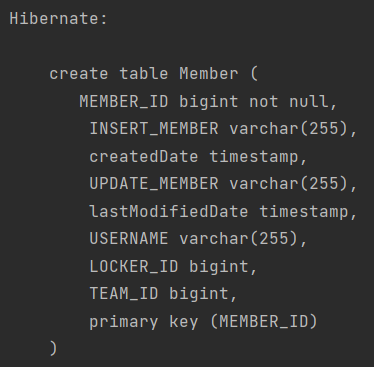 Hibernate:
create table Member (
MEMBER_ID bigint not null,
INSERT_MEMBER varchar(255),
createdDate timestamp,
UPDATE_MEMBER varchar(255),
lastModifiedDate timestamp,
USERNAME varchar(255),
LOCKER_ID bigint,
TEAM_ID bigint,
primary key (MEMBER_ID)
)